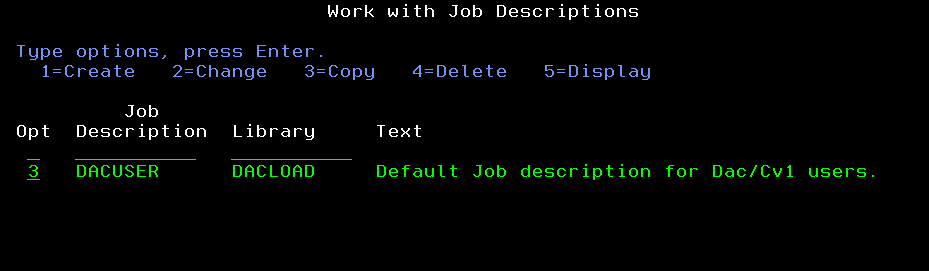 Work with Job Descriptions
Type options, press Enter.
1=Create 2=Change 3=Copy 4=Delete 5=Display
Job
Opt Description Library Text
3 DACUSER DACLOAD Default Job description for Dac/Cv1 users.